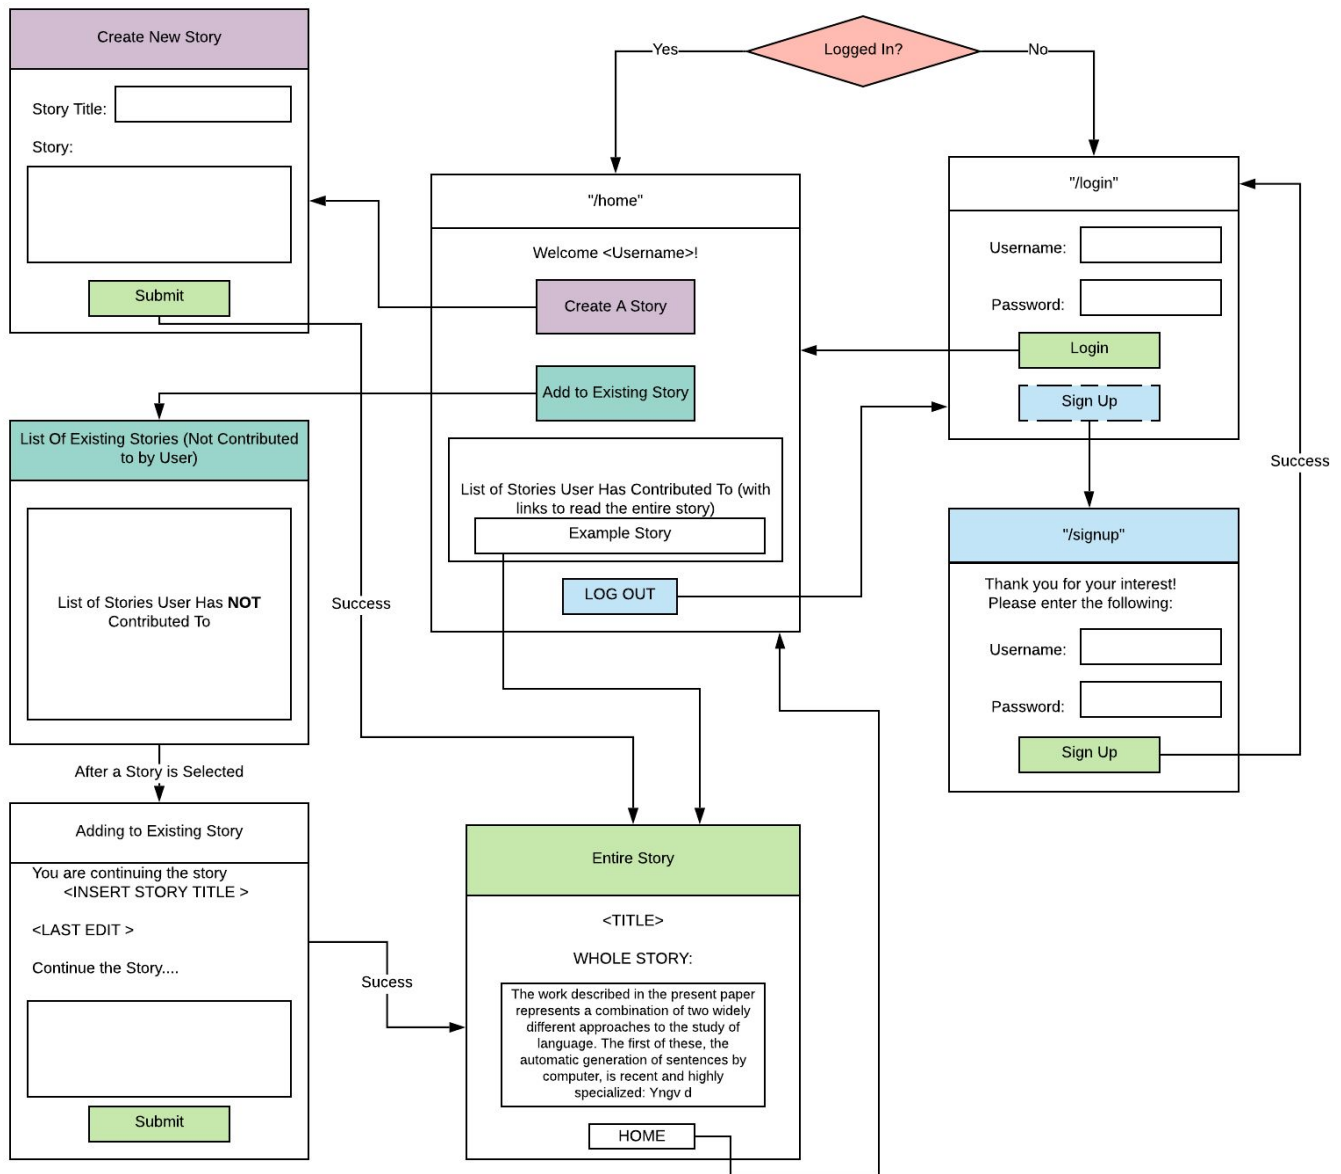 Create New Story
Story Title:
Story:
Submit
Logged In?
Yes
No
"/home"
Welcome <Username>!
Create A Story
Add to Existing Story
List of Stories User Has Contributed To (with
links to read the entire story)
Example Story
LOG OUT
"/login"
Username:
Password:
Login
Sign Up
Success
"/signup"
Thank you for your interest!
Please enter the following:
Username:
Password:
Sign Up
List Of Existing Stories (Not Contributed
to by User)
List of Stories User Has NOT
Contributed To
Success
After a Story is Selected
Adding to Existing Story
You are continuing the story
<INSERT STORY TITLE >
<LAST EDIT >
Continue the Story....
Submit
Sucess
Entire Story
<TITLE>
WHOLE STORY:
The work described in the present paper
represents a combination of two widely
different approaches to the study of
language. The first of these, the
automatic generation of sentences by
computer, is recent and highly
specialized: Yngv d
HOME